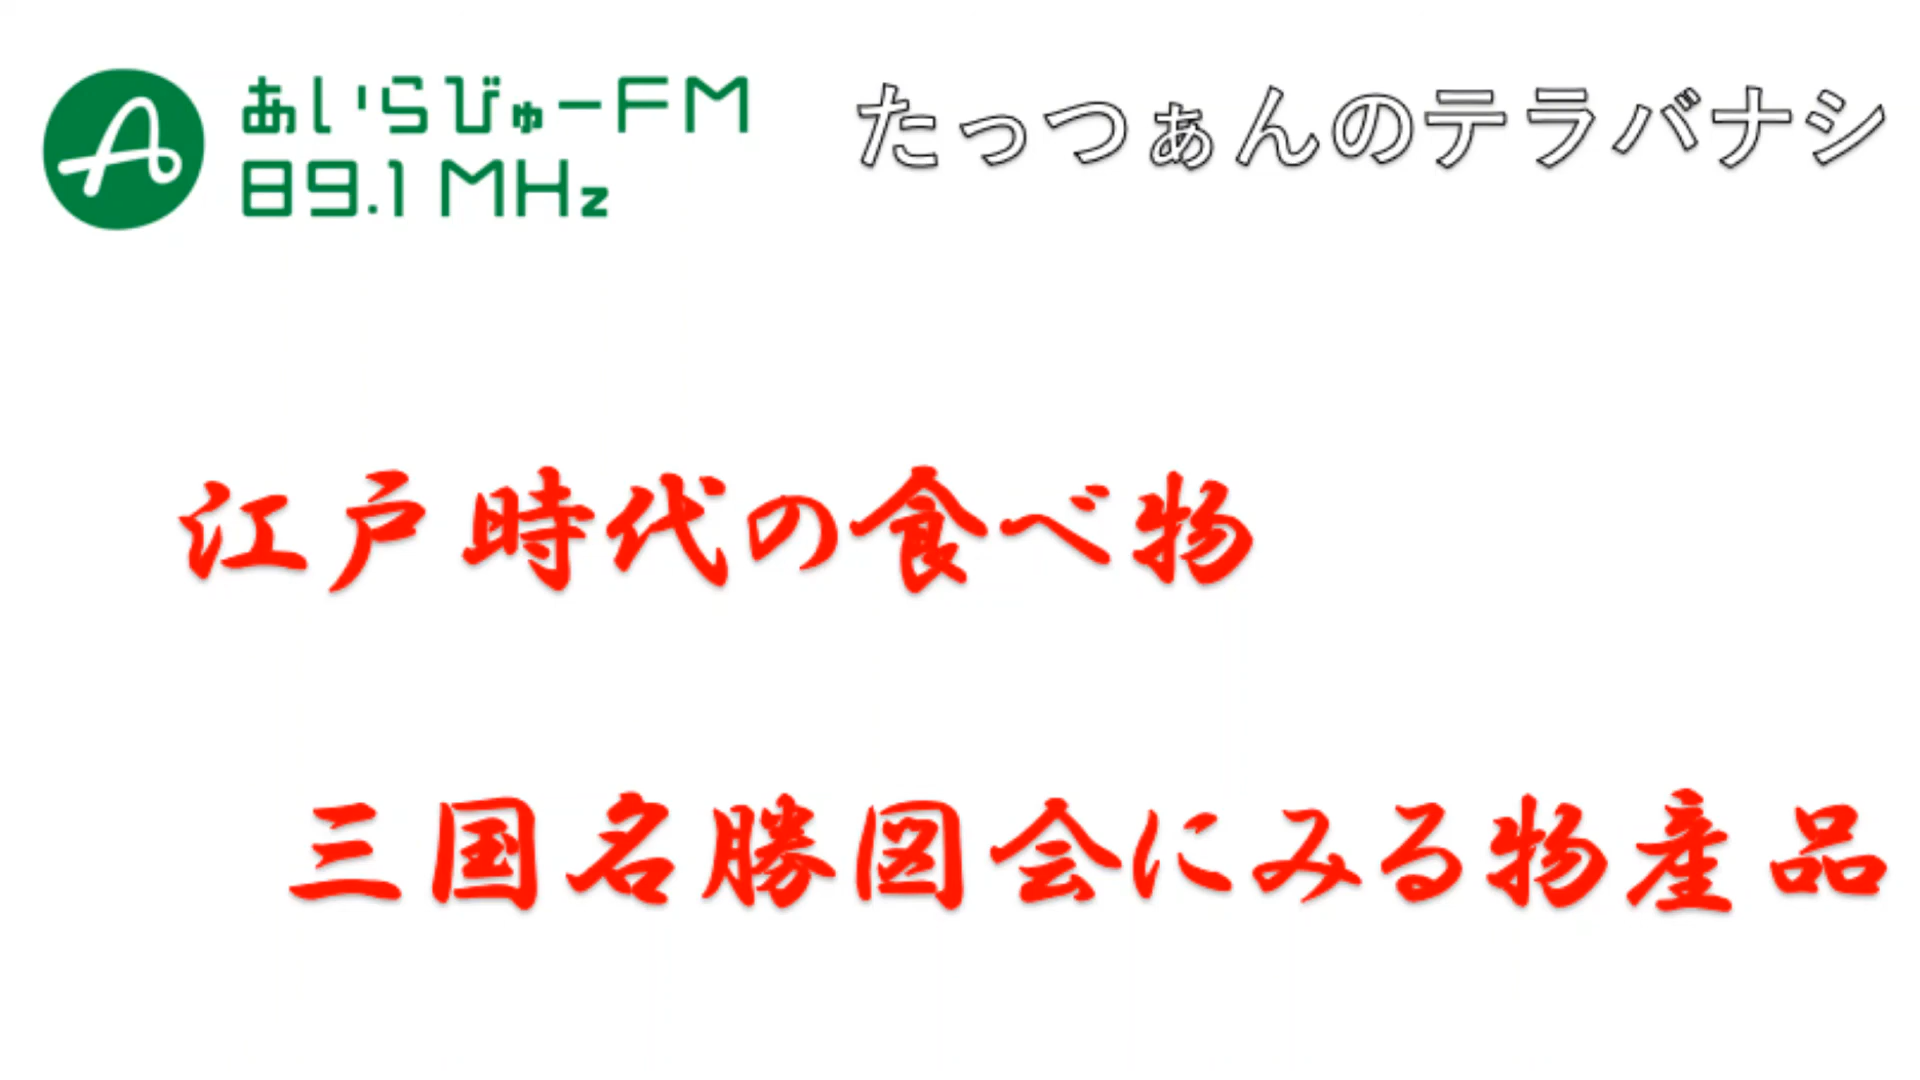 あいらびゅーFM
89.1MHz
たっつぁんのテラバナシ
江戸時代の食べ物
三国名勝図会にみる物産品